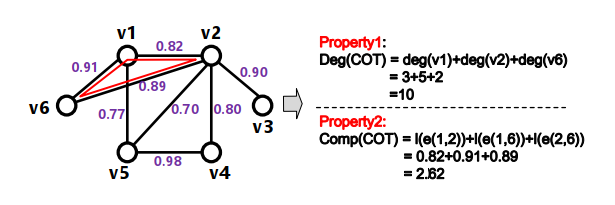 v1
0.82
v2
0.91
0.90
0.89
v6
0.77
0.70
0.80
v3
0.98
v5
v4
Property1:
Deg(COT) = deg(v1)+deg(v2)+deg(v6)
= 3+5+2
=10
Property2:
Comp(COT) = l(e(1,2))+l(e(1,6))+l(e(2,6))
= 0.82+0.91+0.89
= 2.62